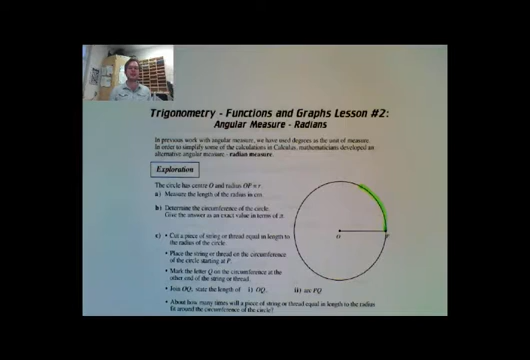 Trigonometry - Functions and Graphs Lesson #2:
Angular Measure - Radians
In previous work with angular measure, we have used degrees as the unit of measure.
In order to simplify some of the calculations in Calculus, mathematicians developed an
alternative angular measure - radian measure.
Exploration
The circle has centre O and radius OP = r.
a) Measure the length of the radius in cm.
b) Determine the circumference of the circle.
Give the answer as an exact value in terms of π.
c) • Cut a piece of string or thread equal in length to
the radius of the circle.
• Place the string or thread on the circumference
of the circle starting at P.
• Mark the letter Q on the circumference at the
other end of the string or thread.
• Join OQ, state the length of i) OQ. ii) arc PQ
• About how many times will a piece of string or thread equal in length to the radius
fit around the circumference of the circle?
O P